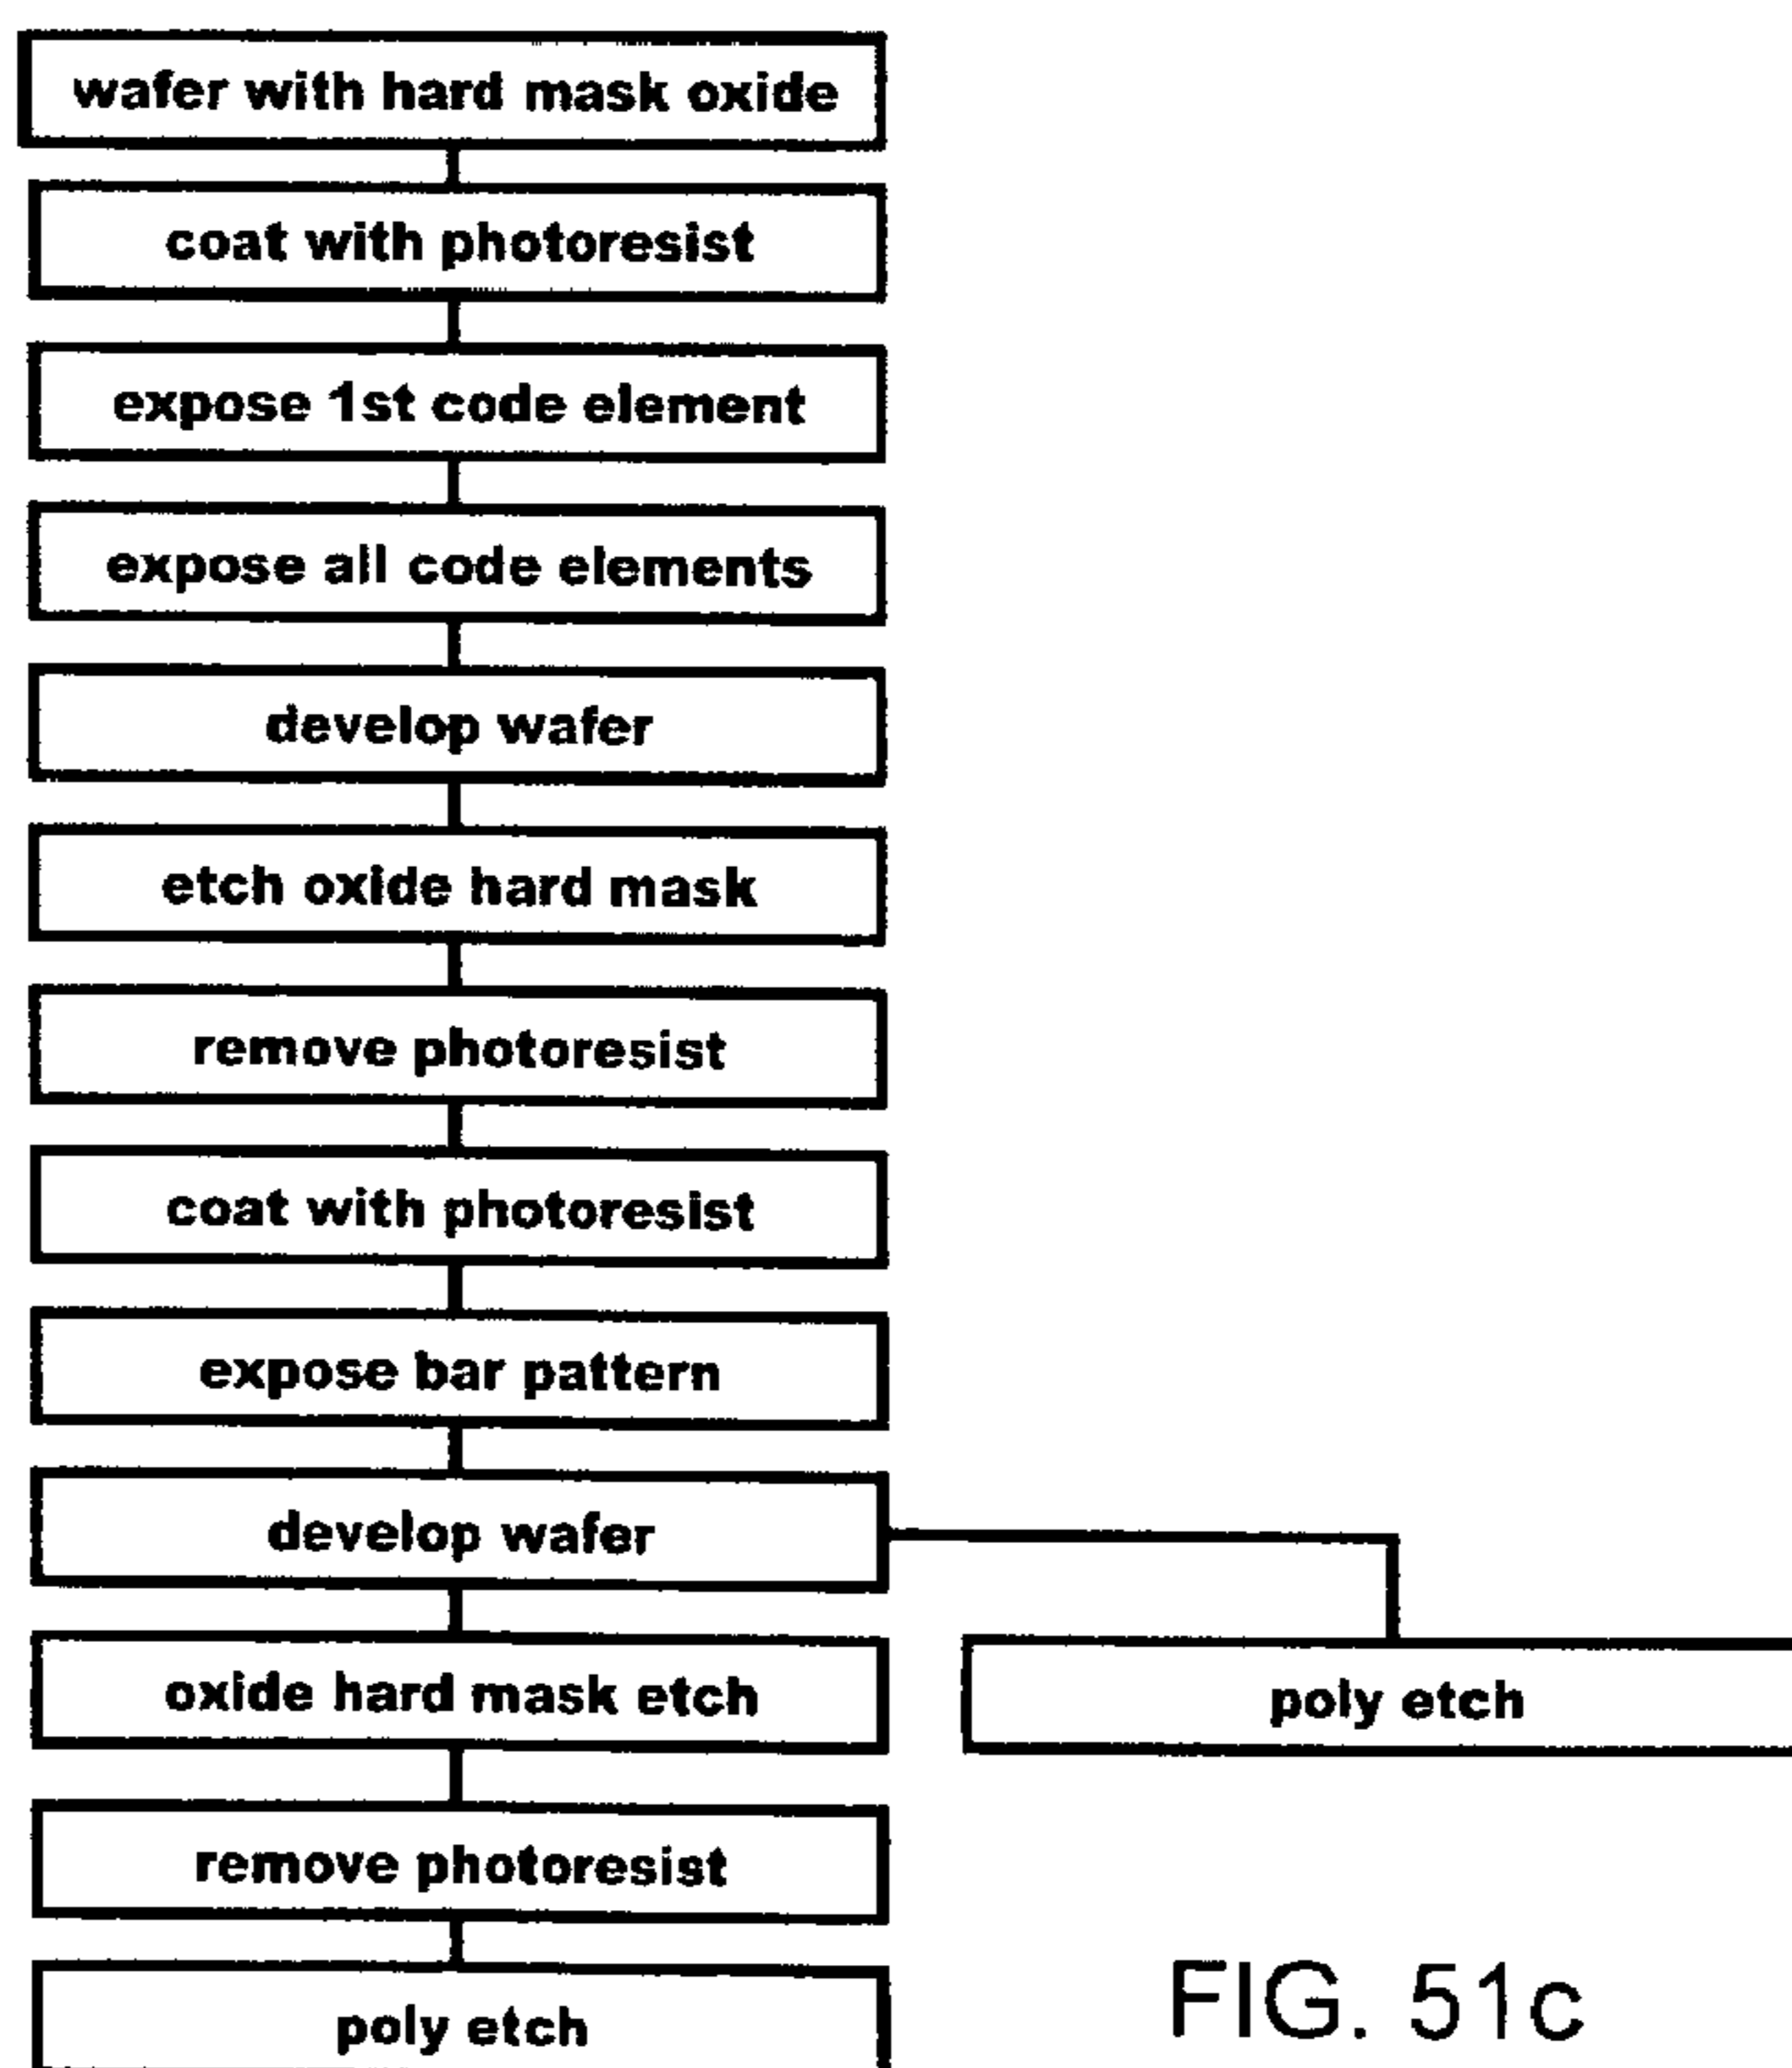 wafer with hard mask oxide
coat with photoresist
expose 1st code element
expose all code elements
develop wafer
etch oxide hard mask
remove photoresist
coat with photoresist
expose bar pattern
develop wafer
oxide hard mask etch
poly etch
remove photoresist
poly etch
FIG. 51c